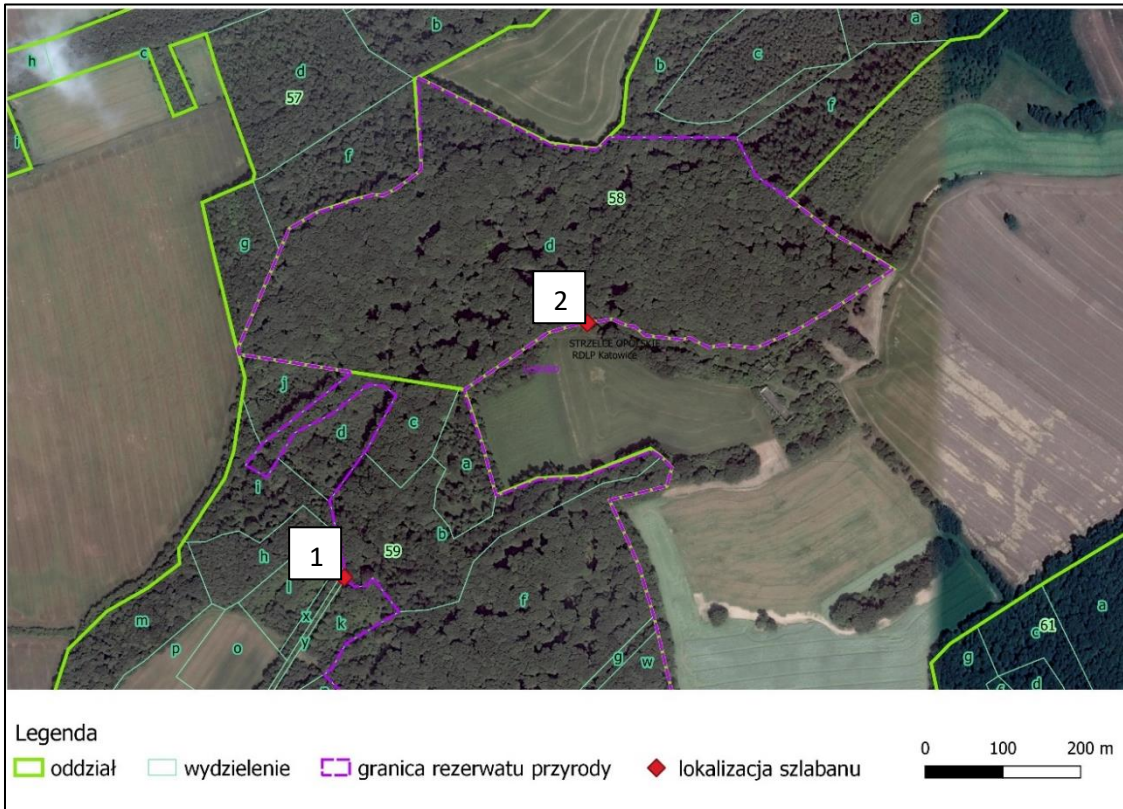 b
a
h
c
d
b
c
57
f
f
i
58
g
d
2
STRZELCE OPOLSKIE
RDLP Katowice
j
d
c
a
i
b
1
h
59
l
f
x
k
m
y
p
o
g
w
a
c
61
g
f
d
Legenda
oddział
wydzielenie
granica rezerwatu przyrody
lokalizacja szlabanu
0
100
200 m